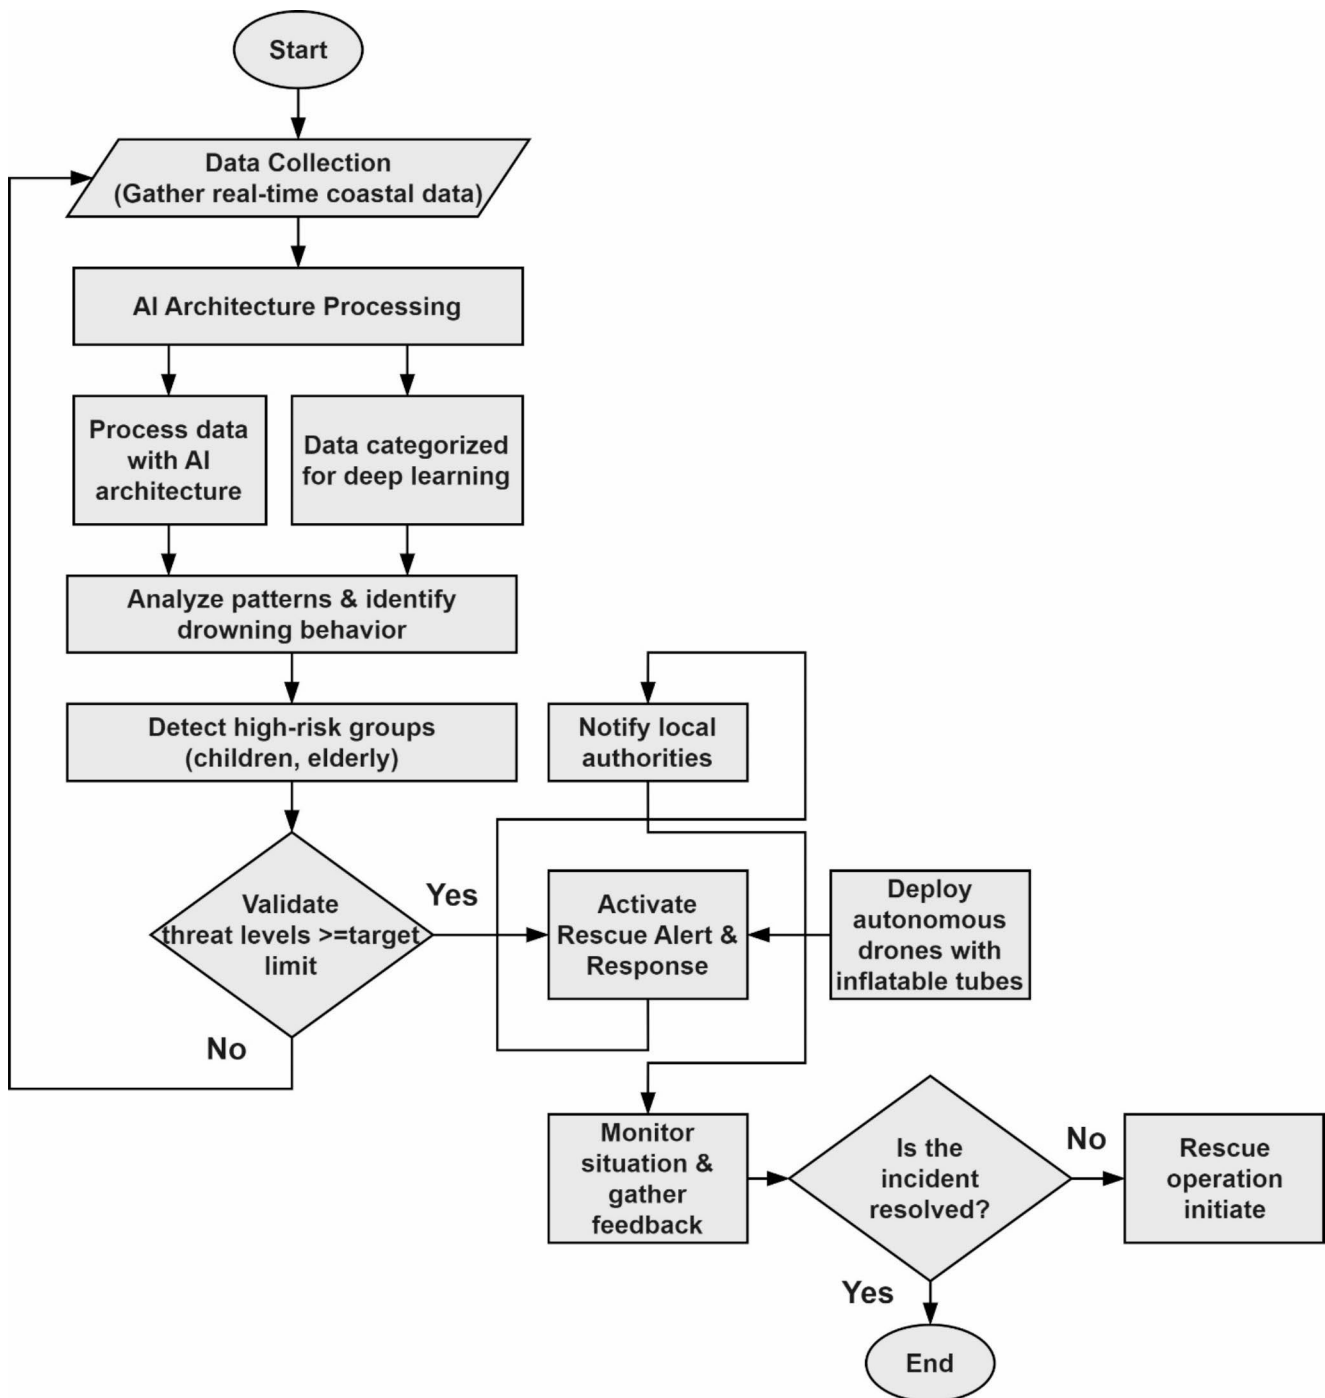 Start
Data Collection
(Gather real-time coastal data)
AI Architecture Processing
Process data
with AI
architecture
Data categorized
for deep learning
Analyze patterns & identify
drowning behavior
Detect high-risk groups
(children, elderly)
Notify local
authorities
Validate
threat levels >=target
limit
Yes
No
Activate
Rescue Alert &
Response
Deploy
autonomous
drones with
inflatable tubes
Monitor
situation &
gather
feedback
Is the
incident
resolved?
No
Rescue
operation
initiate
Yes
End